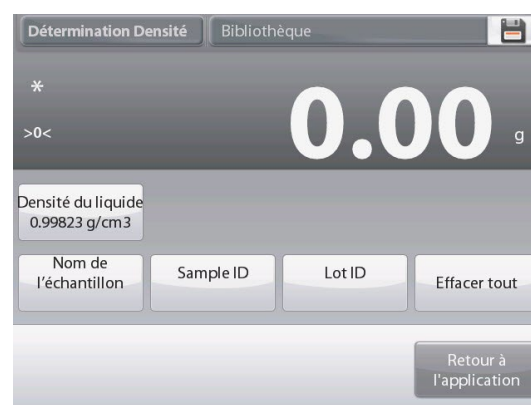 Détermination Densité Bibliothèque
*
>0<
0.00 g
Densité du liquide
0.99823 g/cm3
Nom de
l'échantillon
Sample ID
Lot ID
Effacer tout
Retour à
l'application